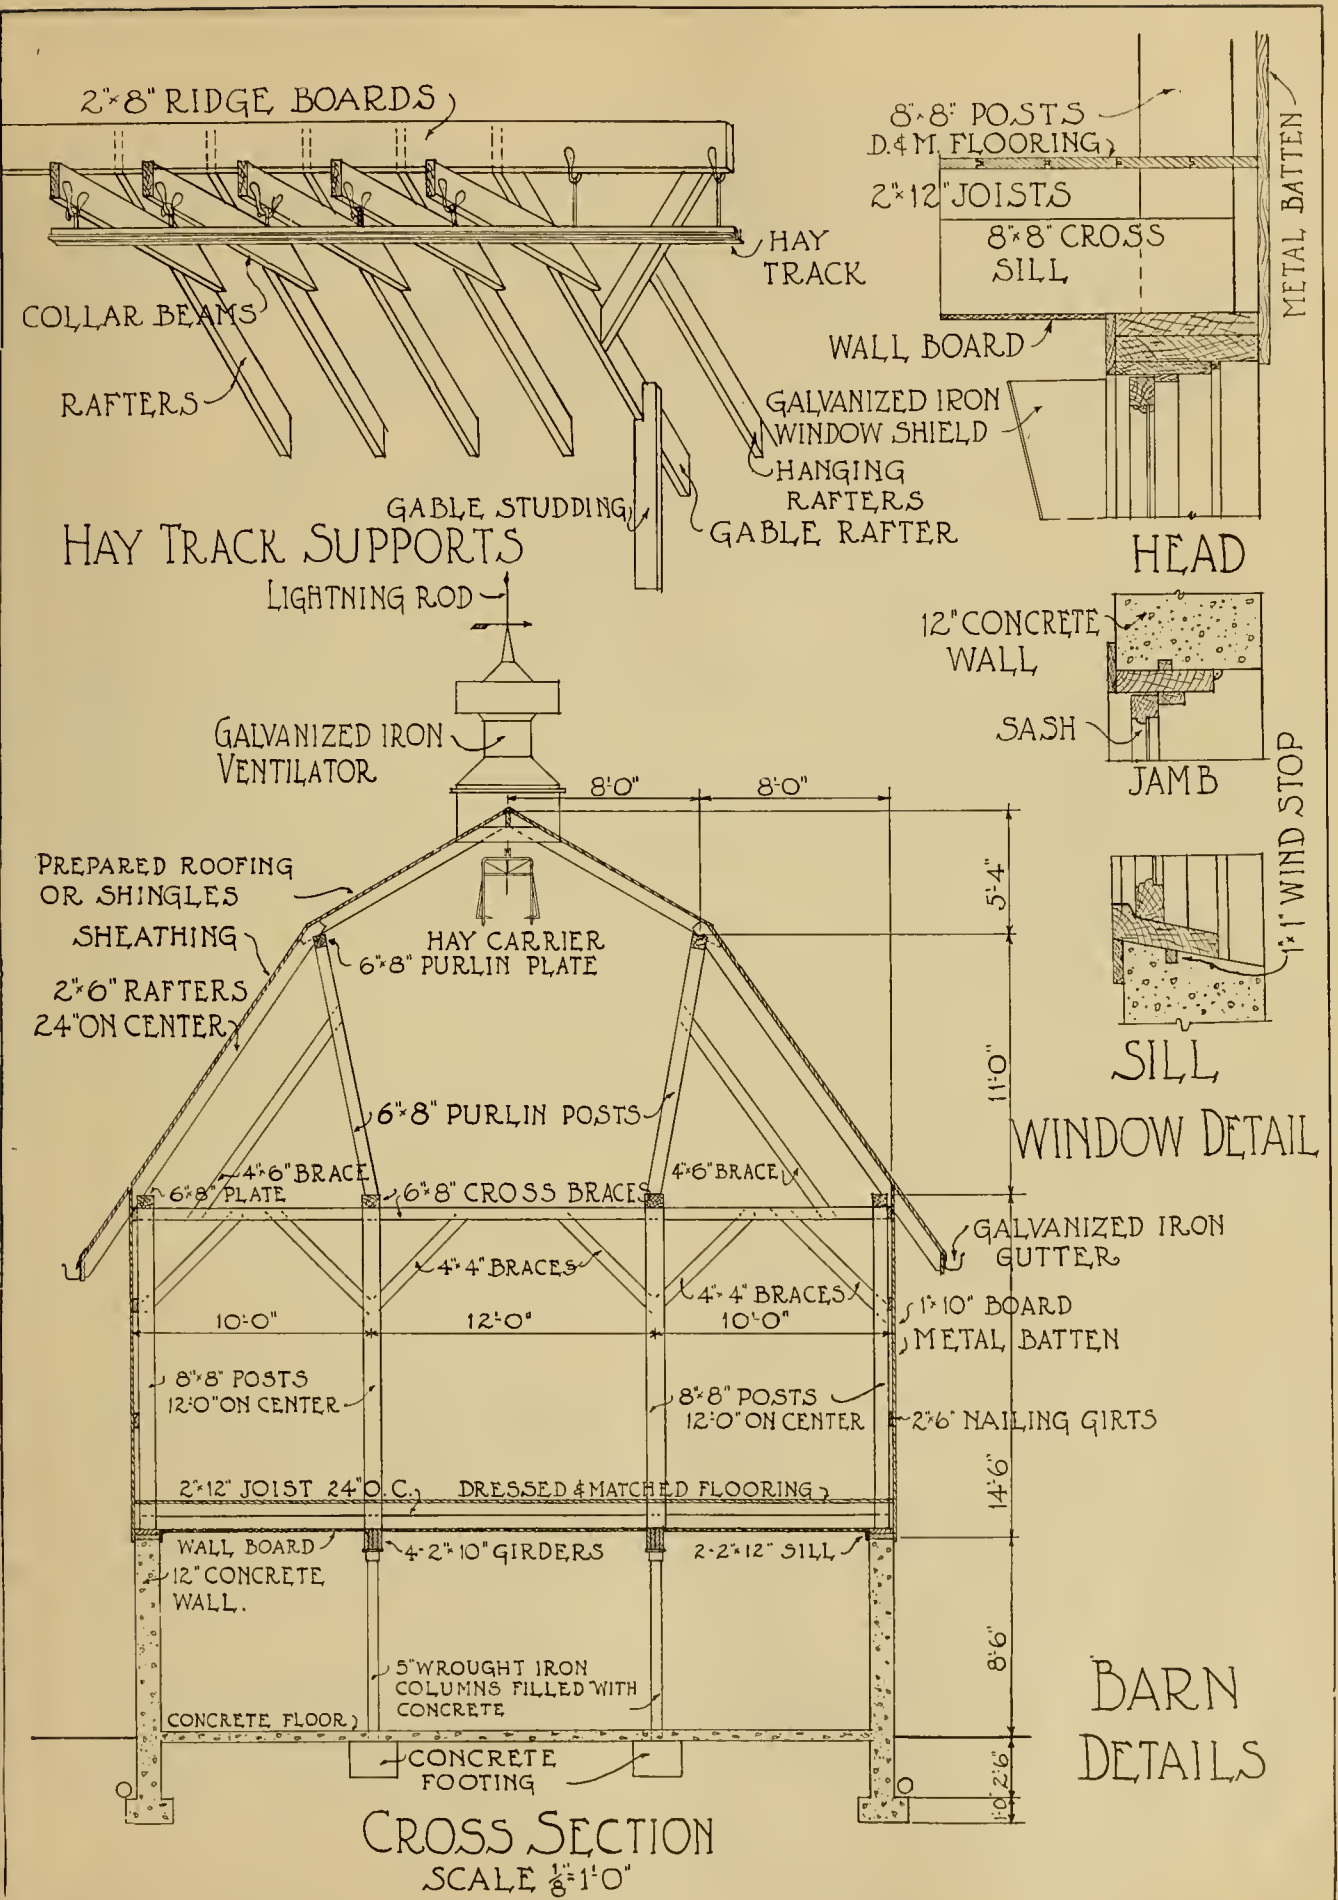 2"×8" RIDGE BOARDS
HAY
TRACK
COLLAR BEAMS
RAFTERS
HANGING
RAFTERS
GABLE STUDDING
GABLE RAFTER
HAY TRACK SUPPORTS
8"×8" POSTS
D.&M. FLOORING
2"×12" JOISTS
8"×8" CROSS
SILL
METAL BATTEN
WALL BOARD
GALVANIZED IRON
WINDOW SHIELD
HEAD
12" CONCRETE
WALL
SASH
JAMB
1"×1" WIND STOP
SILL
WINDOW DETAIL
LIGHTNING ROD
GALVANIZED IRON
VENTILATOR
8'-0"
8'-0"
PREPARED ROOFING
OR SHINGLES
SHEATHING
HAY CARRIER
6"×8" PURLIN PLATE
2"×6" RAFTERS
24" ON CENTER
5'-4"
11'-0"
6"×8" PURLIN POSTS
4"×6" BRACE
4"×6" BRACE
6"×8" PLATE
6"×8" CROSS BRACES
GALVANIZED IRON
GUTTER
4"×4" BRACES
4"×4" BRACES
1"×10" BOARD
METAL BATTEN
10'-0"
12'-0"
10'-0"
8"×8" POSTS
12'-0" ON CENTER
8"×8" POSTS
12'-0" ON CENTER
2"×6" NAILING GIRTS
2"×12" JOIST 24" O.C.
DRESSED & MATCHED FLOORING
14'-6"
WALL BOARD
4-2"×10" GIRDERS
2-2"×12" SILL
12" CONCRETE
WALL.
8'-6"
5" WROUGHT IRON
COLUMNS FILLED WITH
CONCRETE
CONCRETE FLOOR
CONCRETE
FOOTING
2'-6"
1'-0"
BARN
DETAILS
CROSS SECTION
SCALE 1/8"=1'-0"